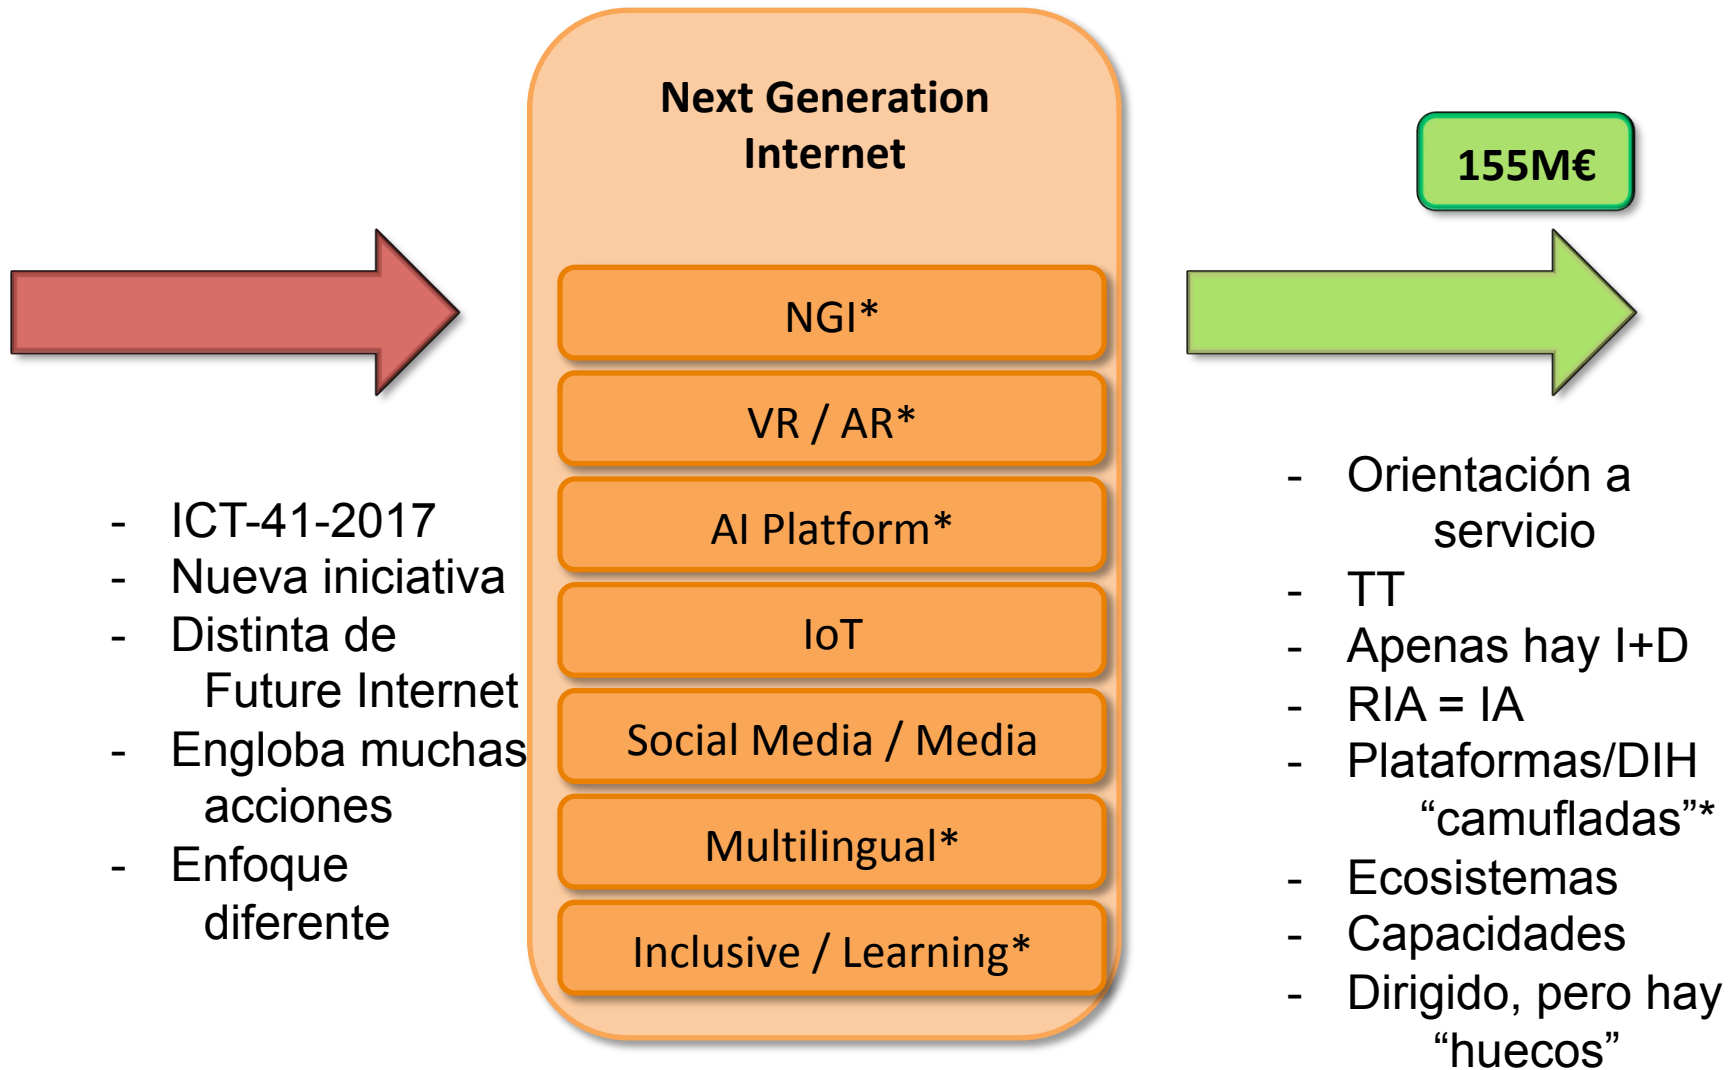 Next Generation
Internet
NGI*
VR / AR*
AI Platform*
IoT
Social Media / Media
Multilingual*
Inclusive / Learning*
- ICT-41-2017
- Nueva iniciativa
- Distinta de
Future Internet
- Engloba muchas
acciones
- Enfoque
diferente
155M€
- Orientación a
servicio
- TT
- Apenas hay I+D
- RIA = IA
- Plataformas/DIH
“camufladas”*
- Ecosistemas
- Capacidades
- Dirigido, pero hay
“huecos”